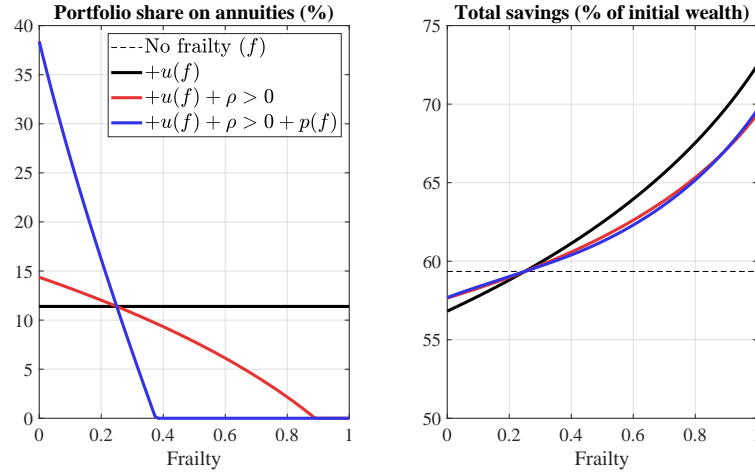 Portfolio share on annuities (%)
40
35
30
25
20
15
10
5
0
0 0.2 0.4 0.6 0.8 1
Frailty
No frailty (f)
+u(f)
+u(f) + ρ > 0
+u(f) + ρ > 0 + p(f)
Total savings (% of initial wealth)
75
70
65
60
55
50
0 0.2 0.4 0.6 0.8 1
Frailty